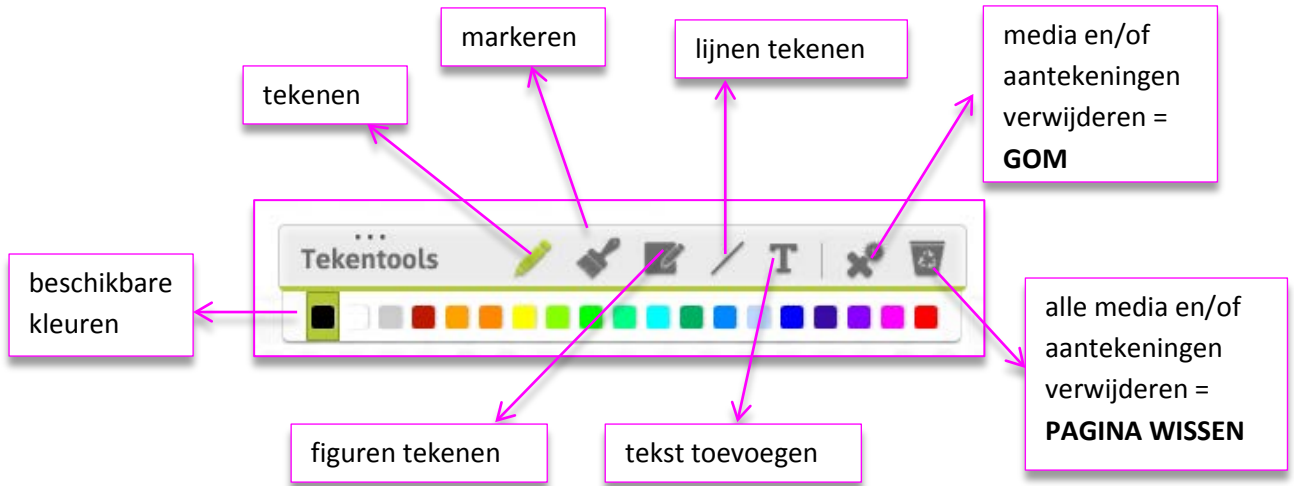 markeren
lijnen tekenen
media en/of
aantekeningen
verwijderen =
GOM
tekenen
Tekentools
T
beschikbare
kleuren
alle media en/of
aantekeningen
verwijderen =
PAGINA WISSEN
figuren tekenen
tekst toevoegen